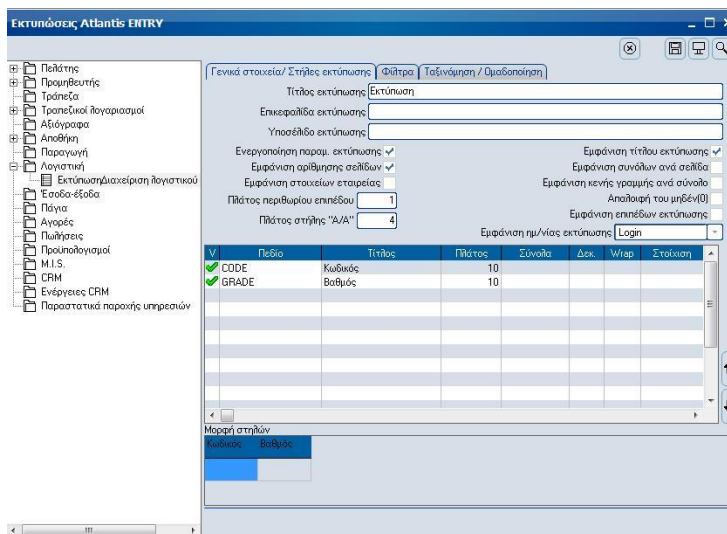 Εκτυπώσεις Atlantis ENTRY
Πελάτης
Προμηθευτής
Τράπεζα
Τραπεζικοί λογαριασμοί
Αξιόγραφα
Αποθήκη
Παραγωγή
Λογιστική
ΕκτύπωσηΔιαχείριση λογιστικού
Έσοδα-έξοδα
Πάγια
Αγορές
Πωλήσεις
Προϋπολογισμοί
M.I.S.
CRM
Ενέργειες CRM
Παραστατικά παροχής υπηρεσιών
Γενικά στοιχεία/ Στήλες εκτύπωσης Φίλτρα Ταξινόμηση / Ομαδοποίηση
Τίτλος εκτύπωσης Εκτύπωση
Επικεφαλίδα εκτύπωσης
Υποσέλιδο εκτύπωσης
Ενεργοποίηση παραμ. εκτύπωσης Εμφάνιση τίτλου εκτύπωσης
Εμφάνιση αρίθμησης σελίδων Εμφάνιση συνόλων ανά σελίδα
Εμφάνιση στοιχείων εταιρείας Εμφάνιση κενής γραμμής ανά σύνολο
Πλάτος περιθωρίου επιπέδου 1 Απαλοιφή του μηδέν(0)
Εμφάνιση επιπέδων εκτύπωσης
Πλάτος στήλης "Α/Α" 4 Εμφάνιση ημ/νίας εκτύπωσης Login
V Πεδίο Τίτλος Πλάτος Σύνολα Δεκ. Wrap Στοίχιση
CODE Κωδικός 10
GRADE Βαθμός 10
Μορφή στηλών
Κωδικός Βαθμός